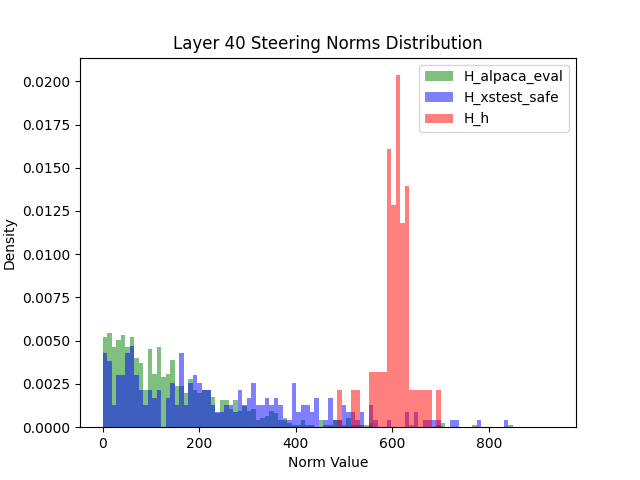 Layer 40 Steering Norms Distribution
H_alpaca_eval
H_xstest_safe
H_h
Density
0.0200
0.0175
0.0150
0.0125
0.0100
0.0075
0.0050
0.0025
0.0000
0
200
400
600
800
Norm Value